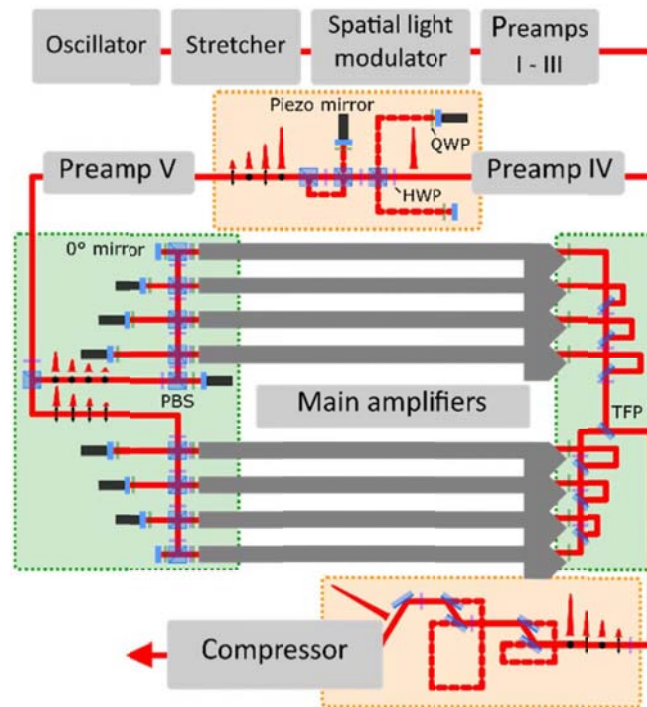 Oscillator
Stretcher
Spatial light
modulator
Preamps
I - III
Piezo mirror
QWP
Preamp V
HWP
Preamp IV
0° mirror
PBS
Main amplifiers
TFP
Compressor